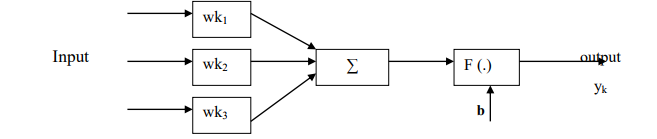 wk₁
Input
wk₂
∑
F (.)
output
yₖ
b
wk₃